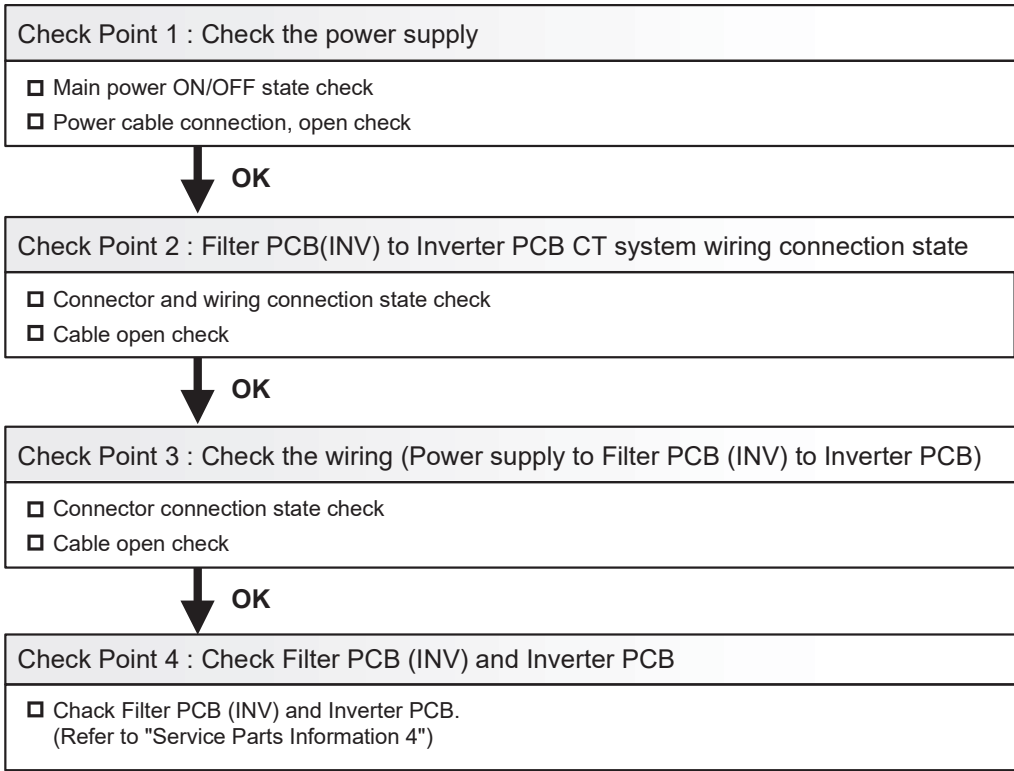 Check Point 1 : Check the power supply
Main power ON/OFF state check
Power cable connection, open check
OK
Check Point 2 : Filter PCB(INV) to Inverter PCB CT system wiring connection state
Connector and wiring connection state check
Cable open check
OK
Check Point 3 : Check the wiring (Power supply to Filter PCB (INV) to Inverter PCB)
Connector connection state check
Cable open check
OK
Check Point 4 : Check Filter PCB (INV) and Inverter PCB
Chack Filter PCB (INV) and Inverter PCB.
(Refer to "Service Parts Information 4")